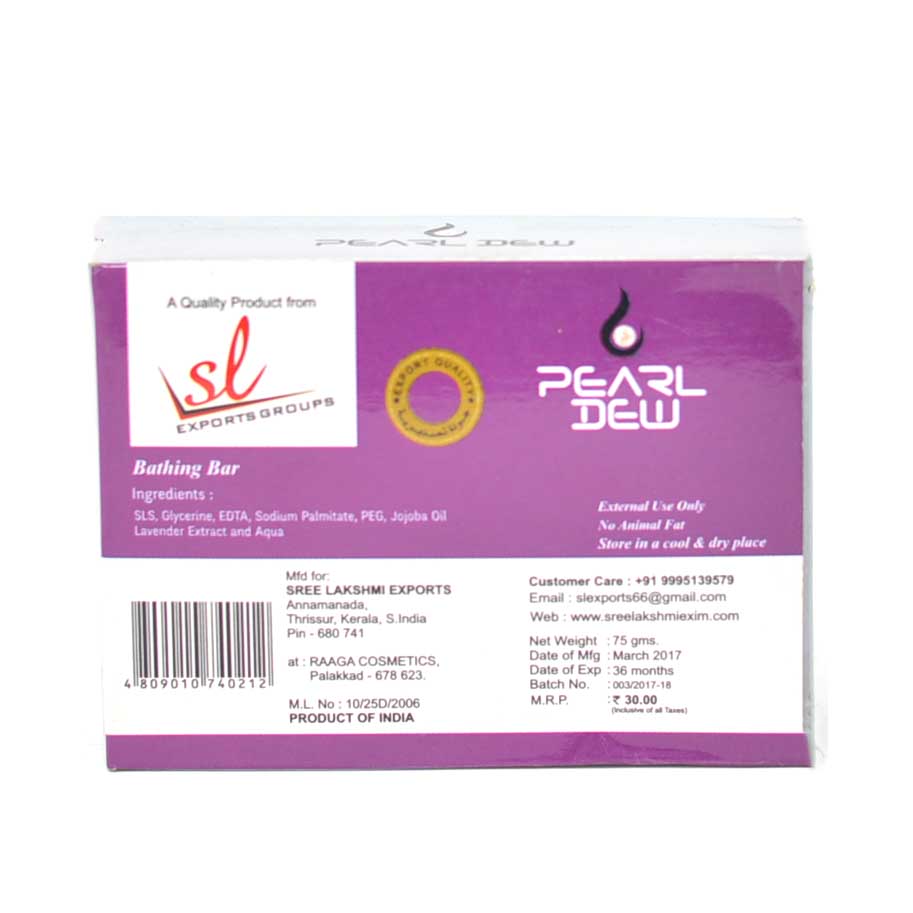 PEARL DEW
A Quality Product from
sl
EXPORTS GROUPS
EXPORT QUALITY
PEARL
DEW
Bathing Bar
Ingredients :
SLS, Glycerine, EDTA, Sodium Palmitate, PEG, Jojoba Oil
Lavender Extract and Aqua
External Use Only
No Animal Fat
Store in a cool & dry place
Mfd for:
SREE LAKSHMI EXPORTS
Annamanada,
Thrissur, Kerala, S.India
Pin - 680 741
at : RAAGA COSMETICS,
Palakkad - 678 623.
M.L. No : 10/25D/2006
PRODUCT OF INDIA
4 809010 740212
Customer Care : +91 9995139579
Email : slexports66@gmail.com
Web : www.sreelakshmiexim.com
Net Weight : 75 gms.
Date of Mfg : March 2017
Date of Exp : 36 months
Batch No. : 003/2017-18
M.R.P. : ₹ 30.00
(Inclusive of all Taxes)